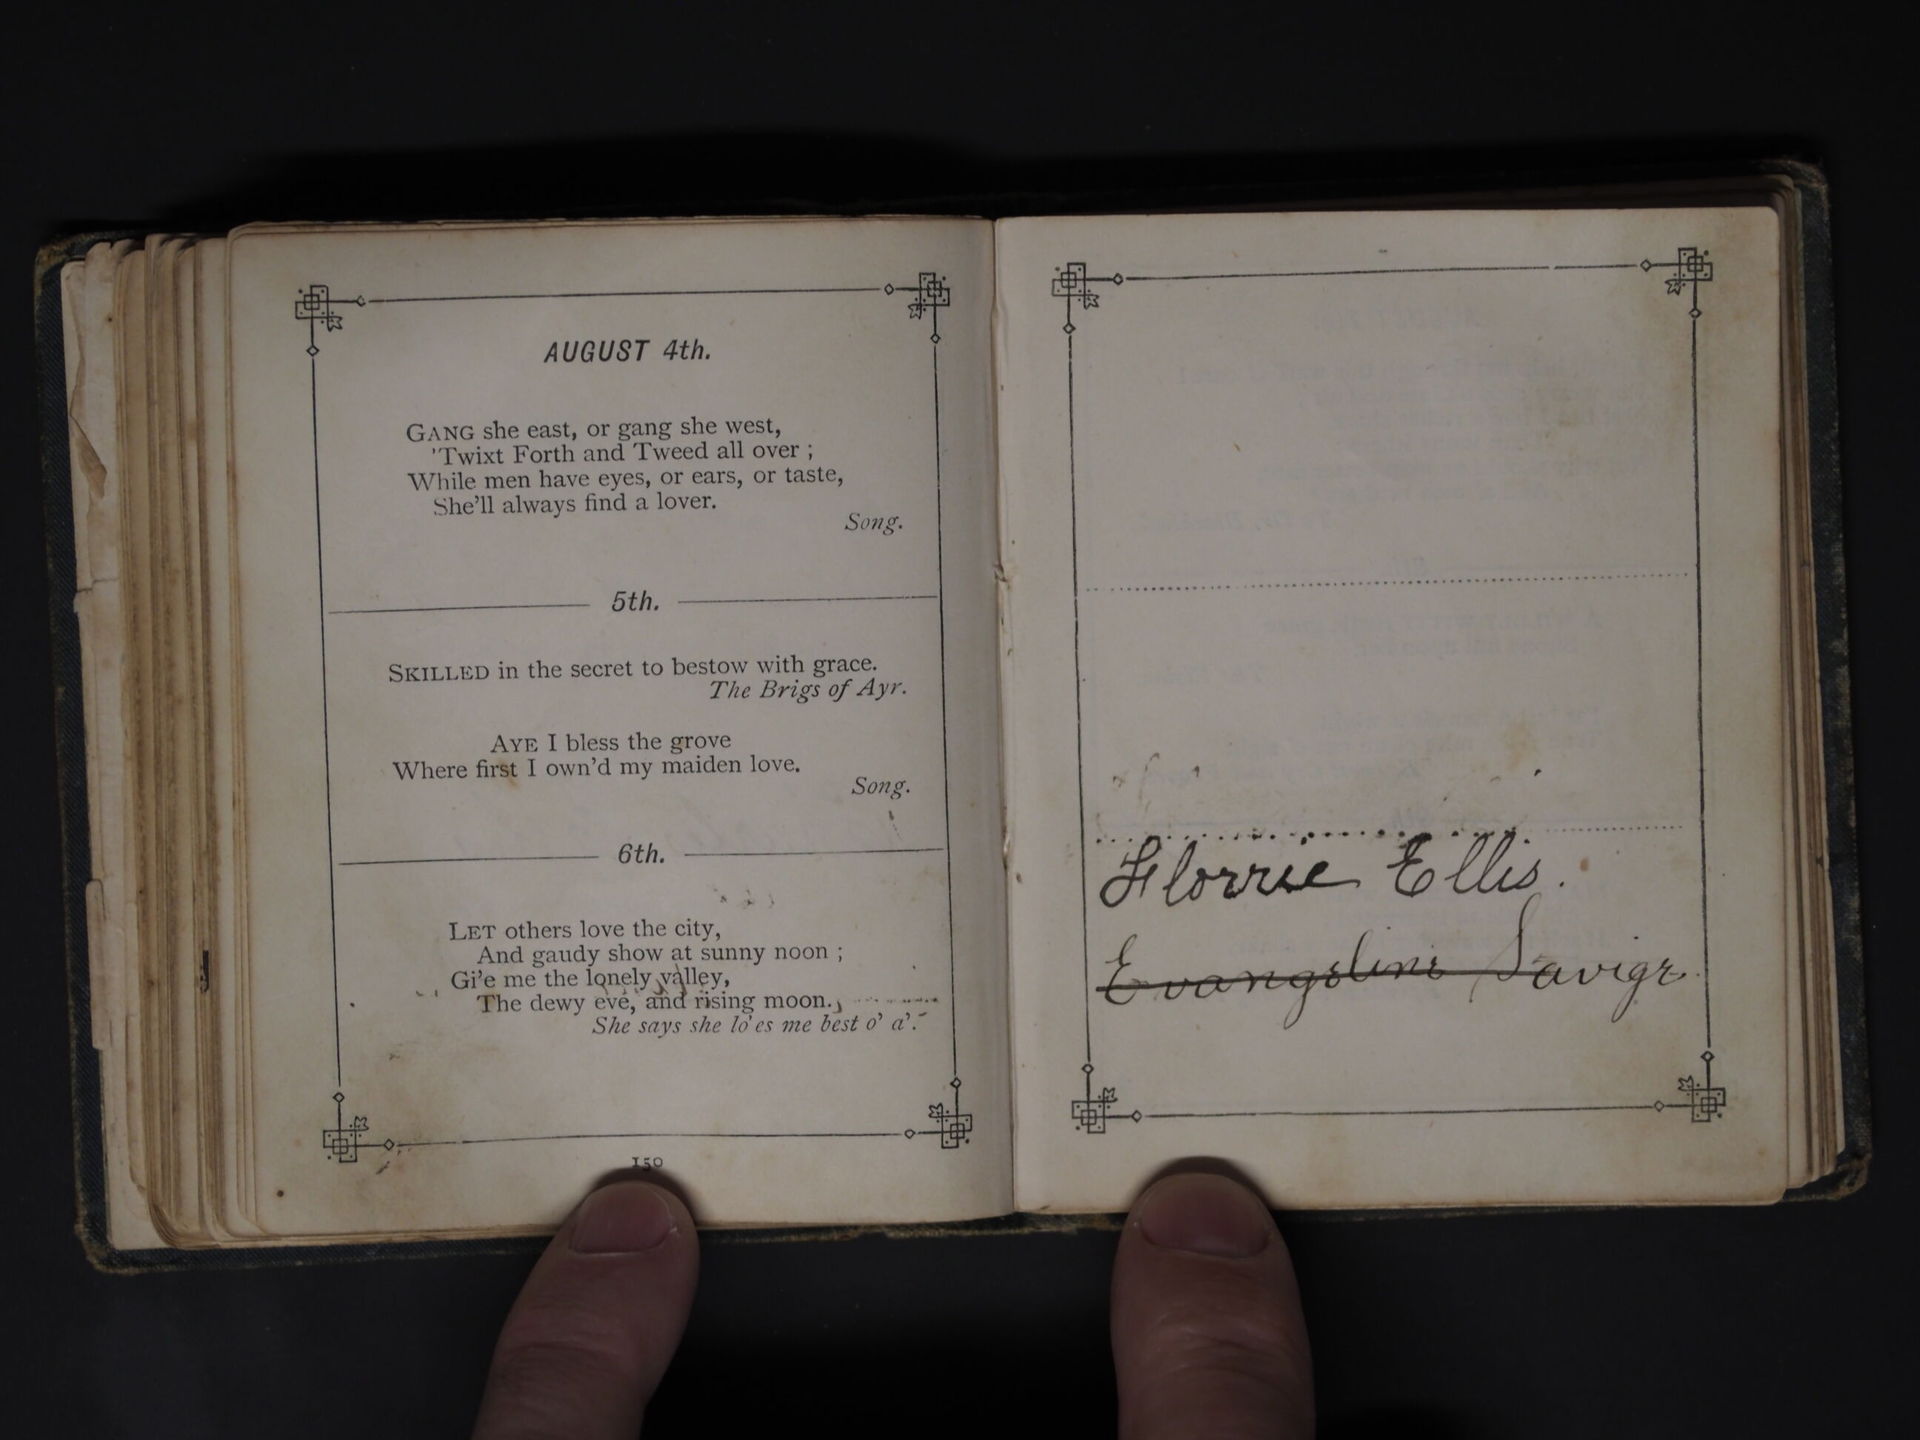 AUGUST 4th.
GANG she east, or gang she west,
'Twixt Forth and Tweed all over ;
While men have eyes, or ears, or taste,
She'll always find a lover.
Song.
5th.
SKILLED in the secret to bestow with grace.
The Brigs of Ayr.
AYE I bless the grove
Where first I own'd my maiden love.
Song.
6th.
LET others love the city,
And gaudy show at sunny noon ;
Gi'e me the lonely valley,
The dewy eve, and rising moon.
She says she lo'es me best o' a'.
150
Florrie Ellis.
Evangeline Savige